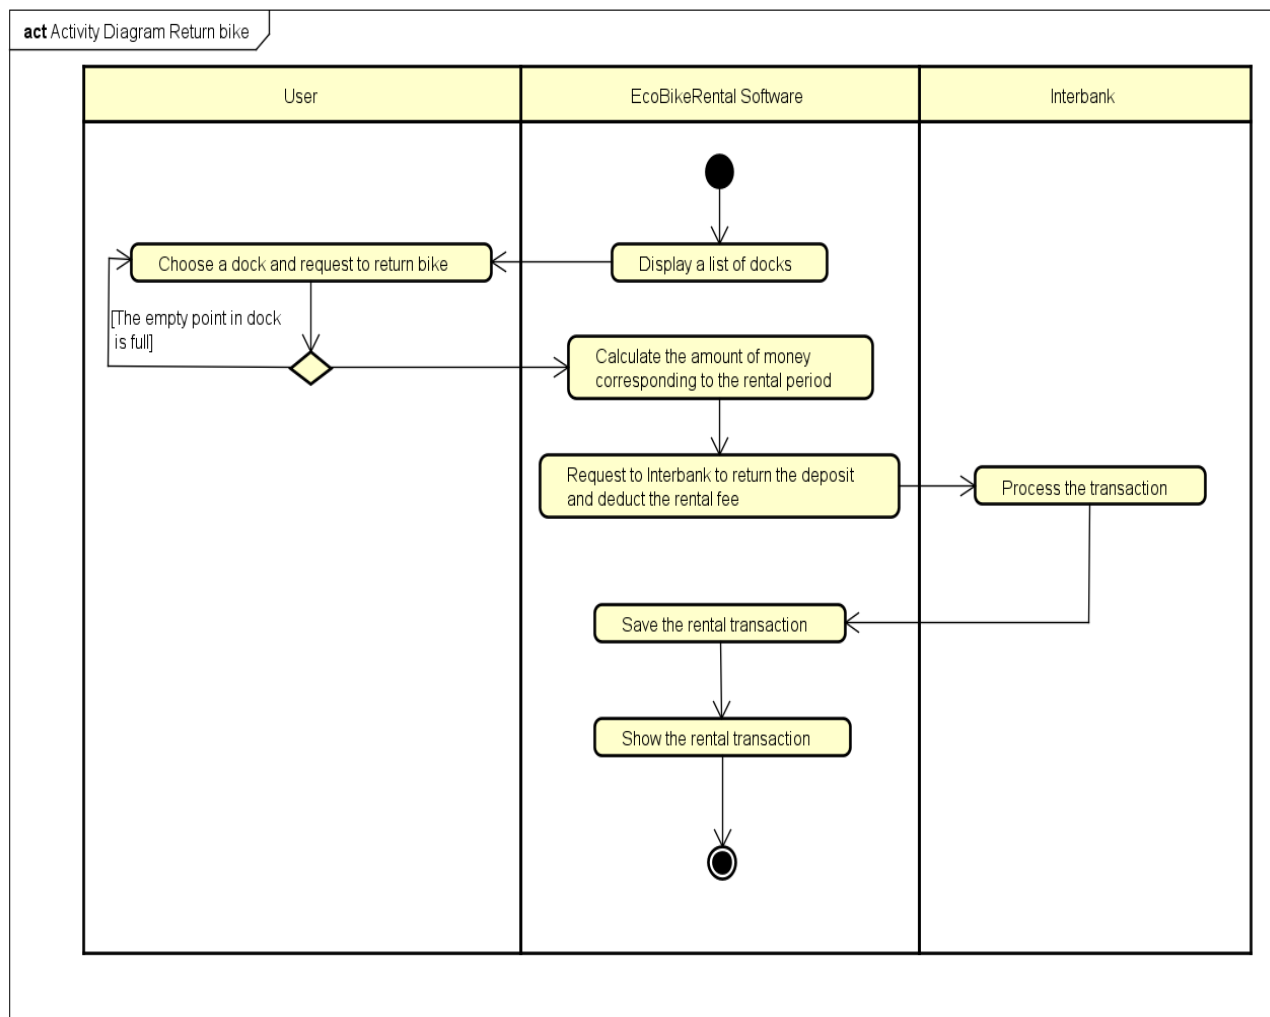 act Activity Diagram Return bike
User
EcoBikeRental Software
Interbank
Choose a dock and request to return bike
Display a list of docks
[The empty point in dock
is full]
Calculate the amount of money
corresponding to the rental period
Request to Interbank to return the deposit
and deduct the rental fee
Process the transaction
Save the rental transaction
Show the rental transaction